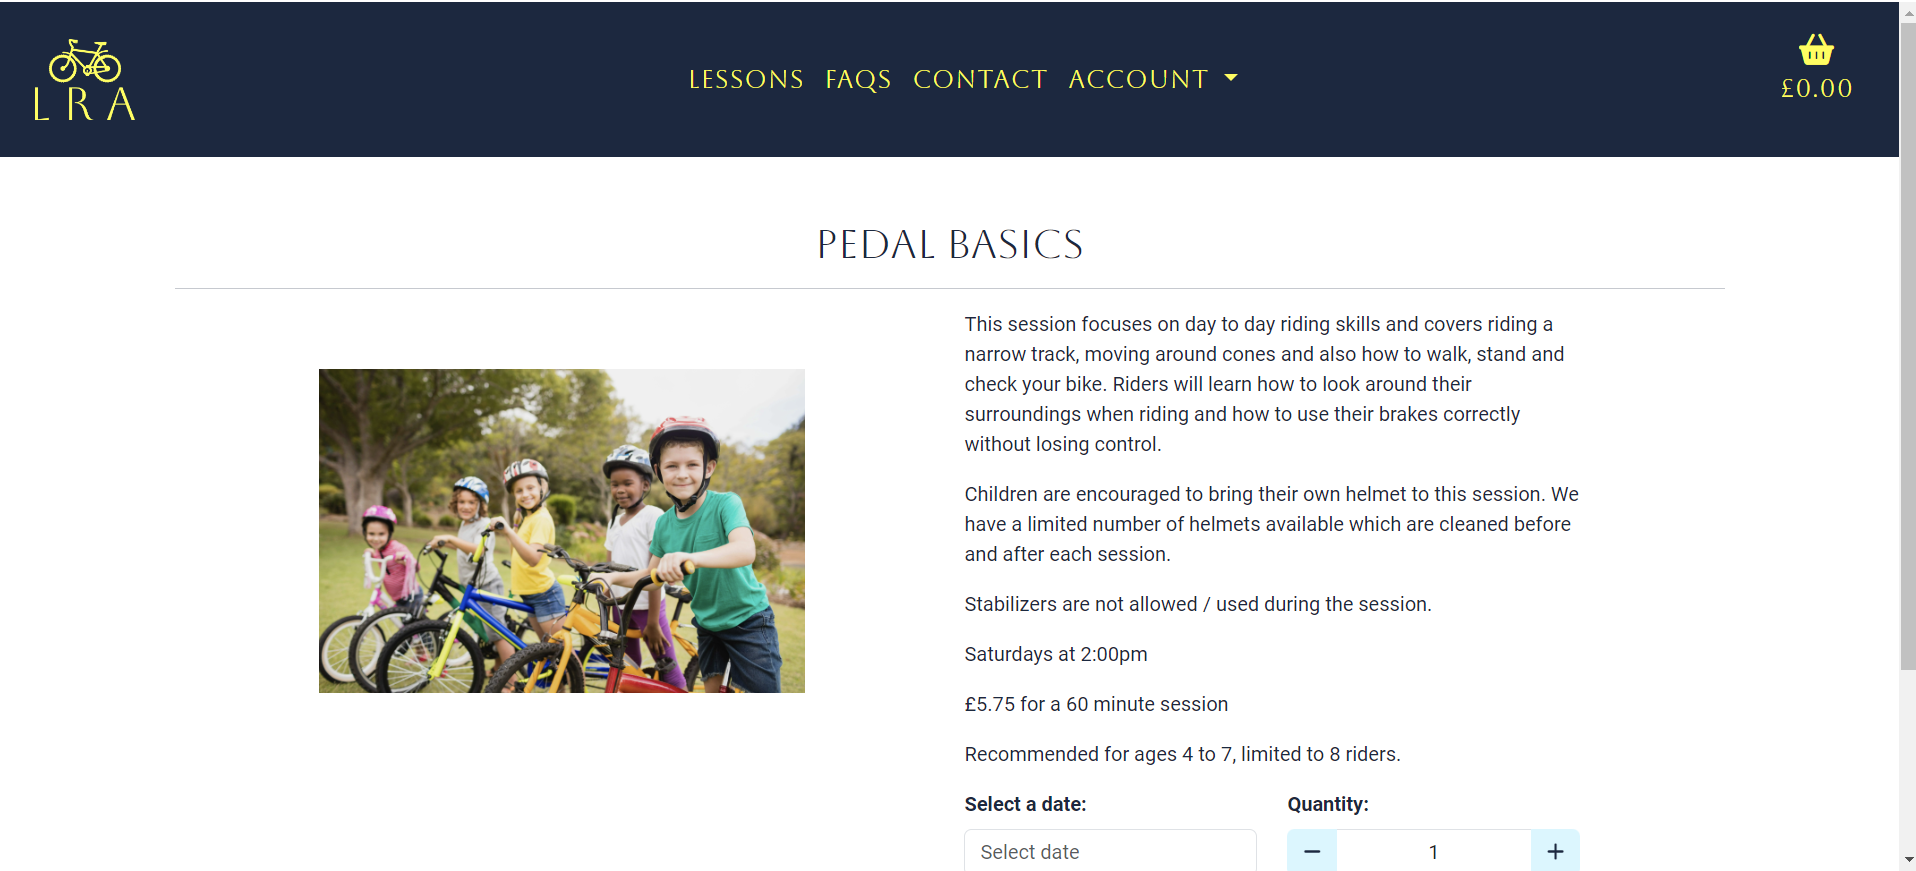 LRA
LESSONS FAQS CONTACT ACCOUNT
£0.00
PEDAL BASICS
This session focuses on day to day riding skills and covers riding a
narrow track, moving around cones and also how to walk, stand and
check your bike. Riders will learn how to look around their
surroundings when riding and how to use their brakes correctly
without losing control.
Children are encouraged to bring their own helmet to this session. We
have a limited number of helmets available which are cleaned before
and after each session.
Stabilizers are not allowed / used during the session.
Saturdays at 2:00pm
£5.75 for a 60 minute session
Recommended for ages 4 to 7, limited to 8 riders.
Select a date: Quantity:
Select date − 1 +